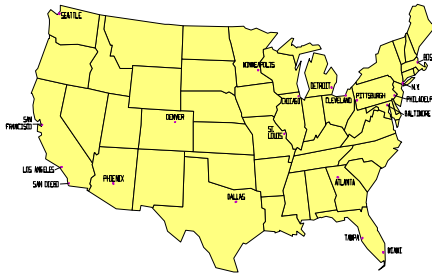 SEATTLE
MINNEAPOLIS
BOS
DETROIT
N.Y.
CHICAGO
CLEVELAND
PITTSBURGH
PHILADELP
BALTIMORE
SAN
FRANCISCO
DENVER
ST.
LOUIS
LOS ANGELES
SAN DIEGO
PHOENIX
DALLAS
ATLANTA
TAMPA
MIAMI